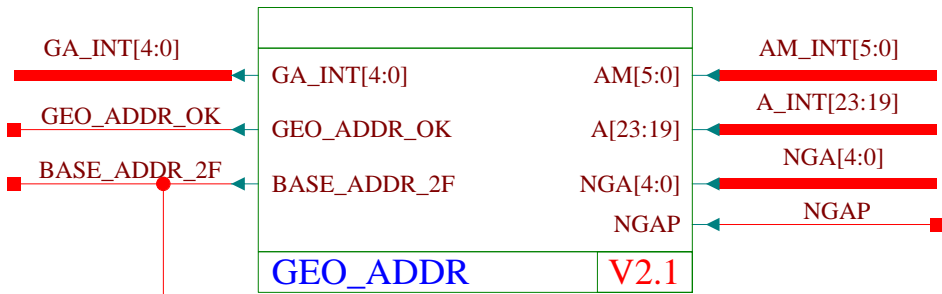 GA_INT[4:0]
AM_INT[5:0]
GA_INT[4:0]
AM[5:0]
GEO_ADDR_OK
A_INT[23:19]
GEO_ADDR_OK
A[23:19]
BASE_ADDR_2F
NGA[4:0]
BASE_ADDR_2F
NGA[4:0]
NGAP
NGAP
GEO_ADDR
V2.1